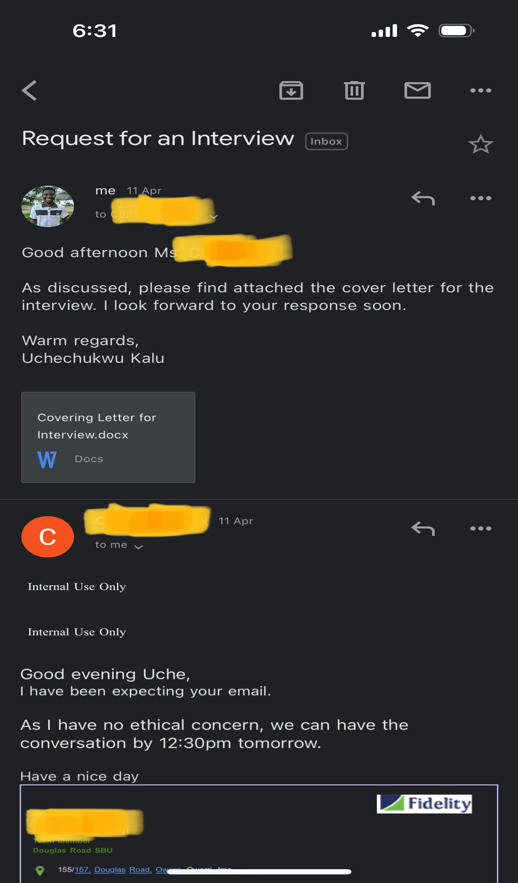 6:31
Request for an Interview Inbox
me 11 Apr
to
Good afternoon Ms
As discussed, please find attached the cover letter for the
interview. I look forward to your response soon.
Warm regards,
Uchechukwu Kalu
Covering Letter for
Interview.docx
W Docs
11 Apr
C
to me
Internal Use Only
Internal Use Only
Good evening Uche,
I have been expecting your email.
As I have no ethical concern, we can have the
conversation by 12:30pm tomorrow.
Have a nice day
Fidelity
Douglas Road SBU
155/157, Douglas Road,